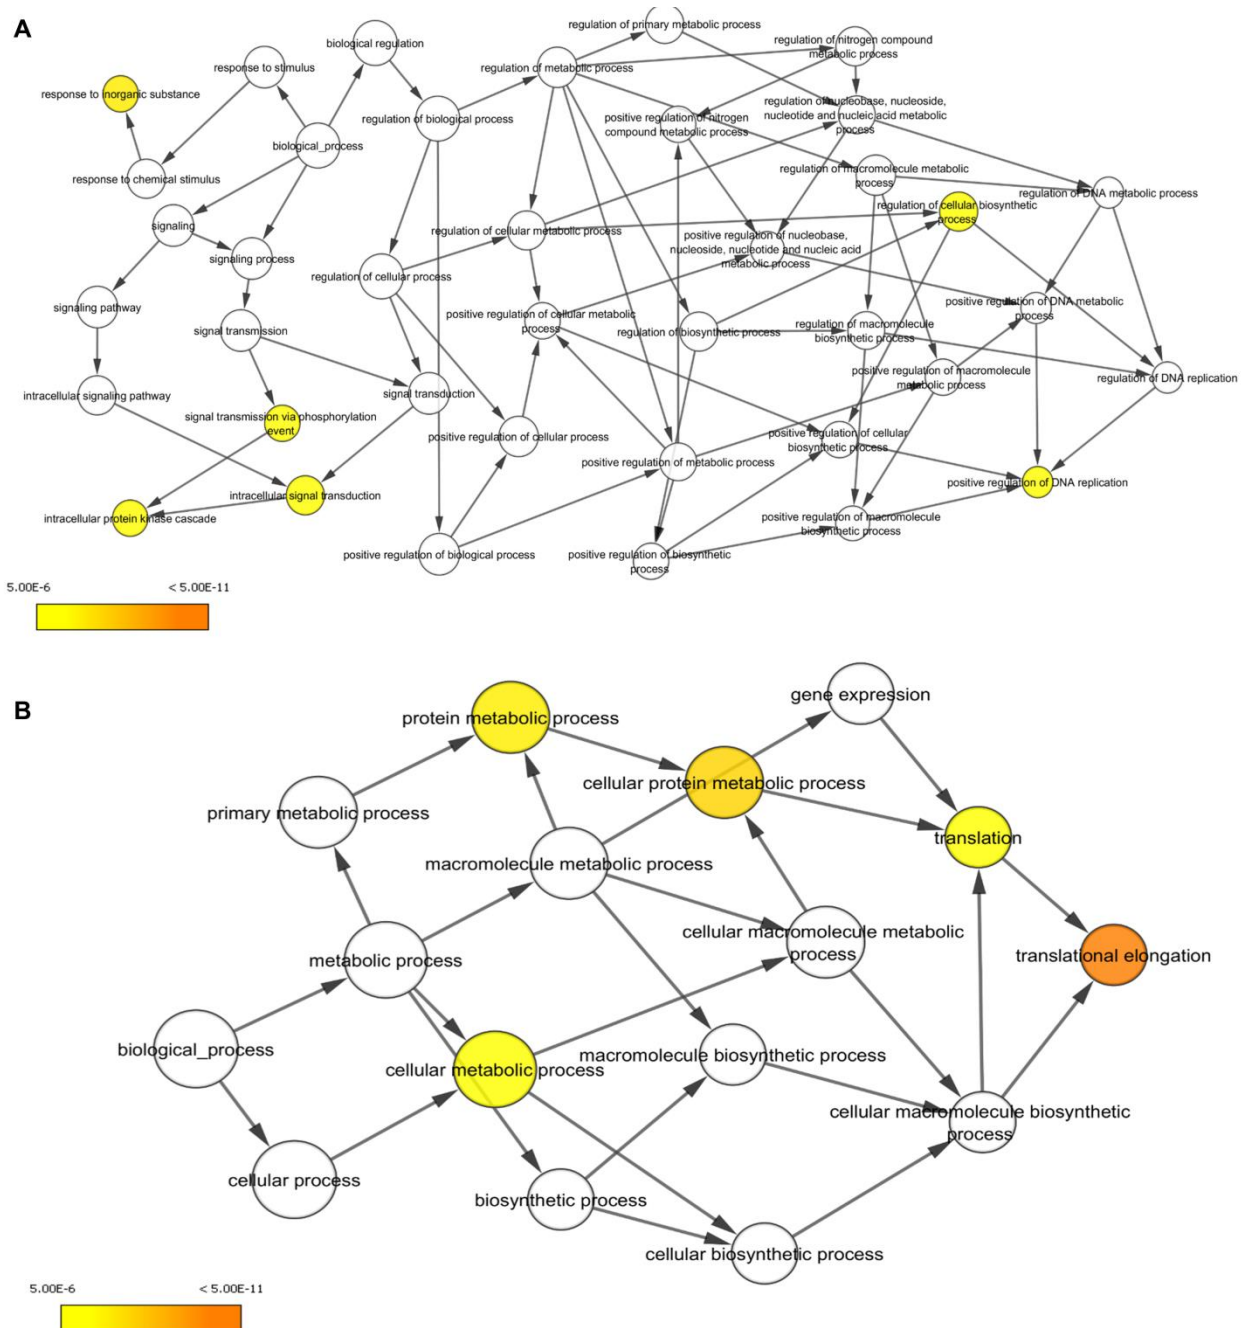 A
regulation of primary metabolic process
biological regulation
regulation of nitrogen compound
metabolic process
response to stimulus
regulation of metabolic process
response to inorganic substance
regulation of nucleobase, nucleoside,
nucleotide and nucleic acid metabolic
process
regulation of biological process
positive regulation of nitrogen
compound metabolic process
biological_process
regulation of macromolecule metabolic
process
response to chemical stimulus
regulation of DNA metabolic process
regulation of cellular biosynthetic
process
signaling
regulation of cellular metabolic process
positive regulation of nucleobase,
nucleoside, nucleotide and nucleic acid
metabolic process
signaling process
regulation of cellular process
signaling pathway
positive regulation of DNA metabolic
process
positive regulation of cellular metabolic
process
signal transmission
regulation of biosynthetic process
regulation of macromolecule
biosynthetic process
positive regulation of macromolecule
metabolic process
regulation of DNA replication
intracellular signaling pathway
signal transduction
signal transmission via phosphorylation
event
positive regulation of cellular process
positive regulation of cellular
biosynthetic process
positive regulation of metabolic process
positive regulation of DNA replication
intracellular signal transduction
intracellular protein kinase cascade
positive regulation of macromolecule
biosynthetic process
positive regulation of biological process
positive regulation of biosynthetic
process
5.00E-6
< 5.00E-11
B
gene expression
protein metabolic process
cellular protein metabolic process
primary metabolic process
translation
macromolecule metabolic process
cellular macromolecule metabolic
process
translational elongation
metabolic process
biological_process
macromolecule biosynthetic process
cellular metabolic process
cellular macromolecule biosynthetic
process
cellular process
biosynthetic process
cellular biosynthetic process
5.00E-6
< 5.00E-11